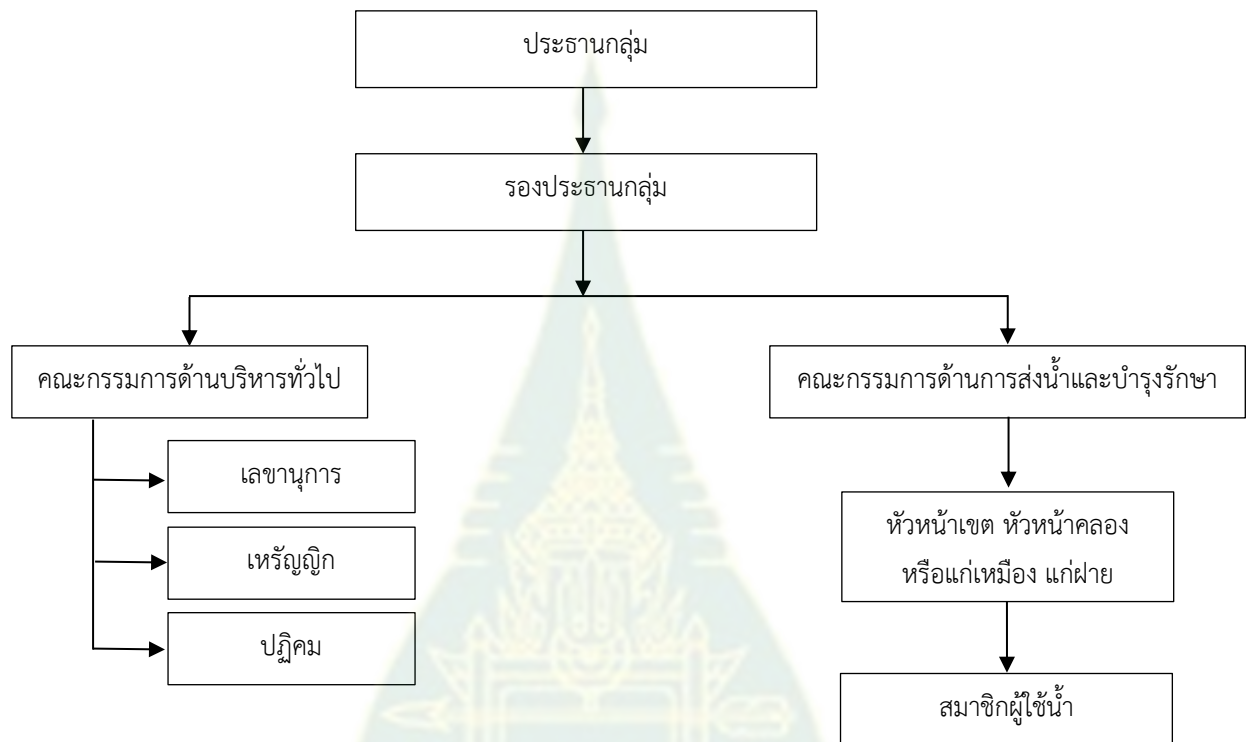 ประธานกลุ่ม
รองประธานกลุ่ม
คณะกรรมการด้านบริหารทั่วไป
เลขานุการ
เหรัญญิก
ปฏิคม
คณะกรรมการด้านการส่งน้ำและบำรุงรักษา
หัวหน้าเขต หัวหน้าคลอง
หรือแก่เหมือง แก่ฝาย
สมาชิกผู้ใช้น้ำ